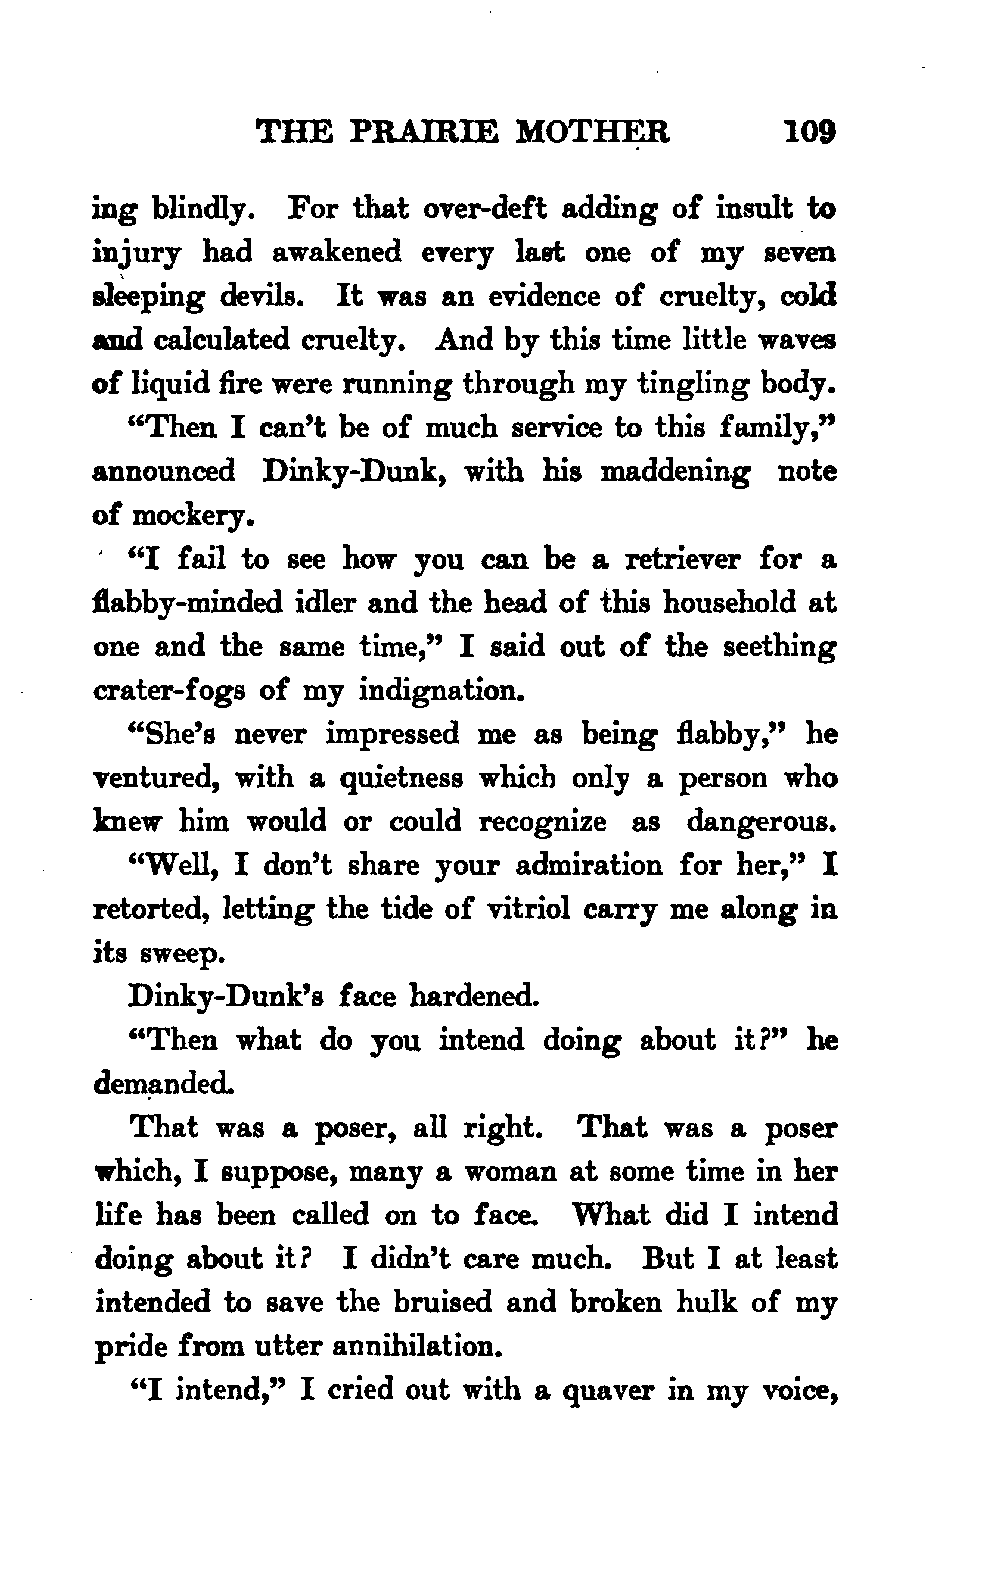 THE PRAIRIE MOTHER 109
ing blindly. For that over-deft adding of insult to
injury had awakened every last one of my seven
sleeping devils. It was an evidence of cruelty, cold
and calculated cruelty. And by this time little waves
of liquid fire were running through my tingling body.
“Then I can’t be of much service to this family,”
announced Dinky-Dunk, with his maddening note
of mockery.
“I fail to see how you can be a retriever for a
flabby-minded idler and the head of this household at
one and the same time,” I said out of the seething
crater-fogs of my indignation.
“She’s never impressed me as being flabby,” he
ventured, with a quietness which only a person who
knew him would or could recognize as dangerous.
“Well, I don’t share your admiration for her,” I
retorted, letting the tide of vitriol carry me along in
its sweep.
Dinky-Dunk’s face hardened.
“Then what do you intend doing about it?” he
demanded.
That was a poser, all right. That was a poser
which, I suppose, many a woman at some time in her
life has been called on to face. What did I intend
doing about it? I didn’t care much. But I at least
intended to save the bruised and broken hulk of my
pride from utter annihilation.
“I intend,” I cried out with a quaver in my voice,